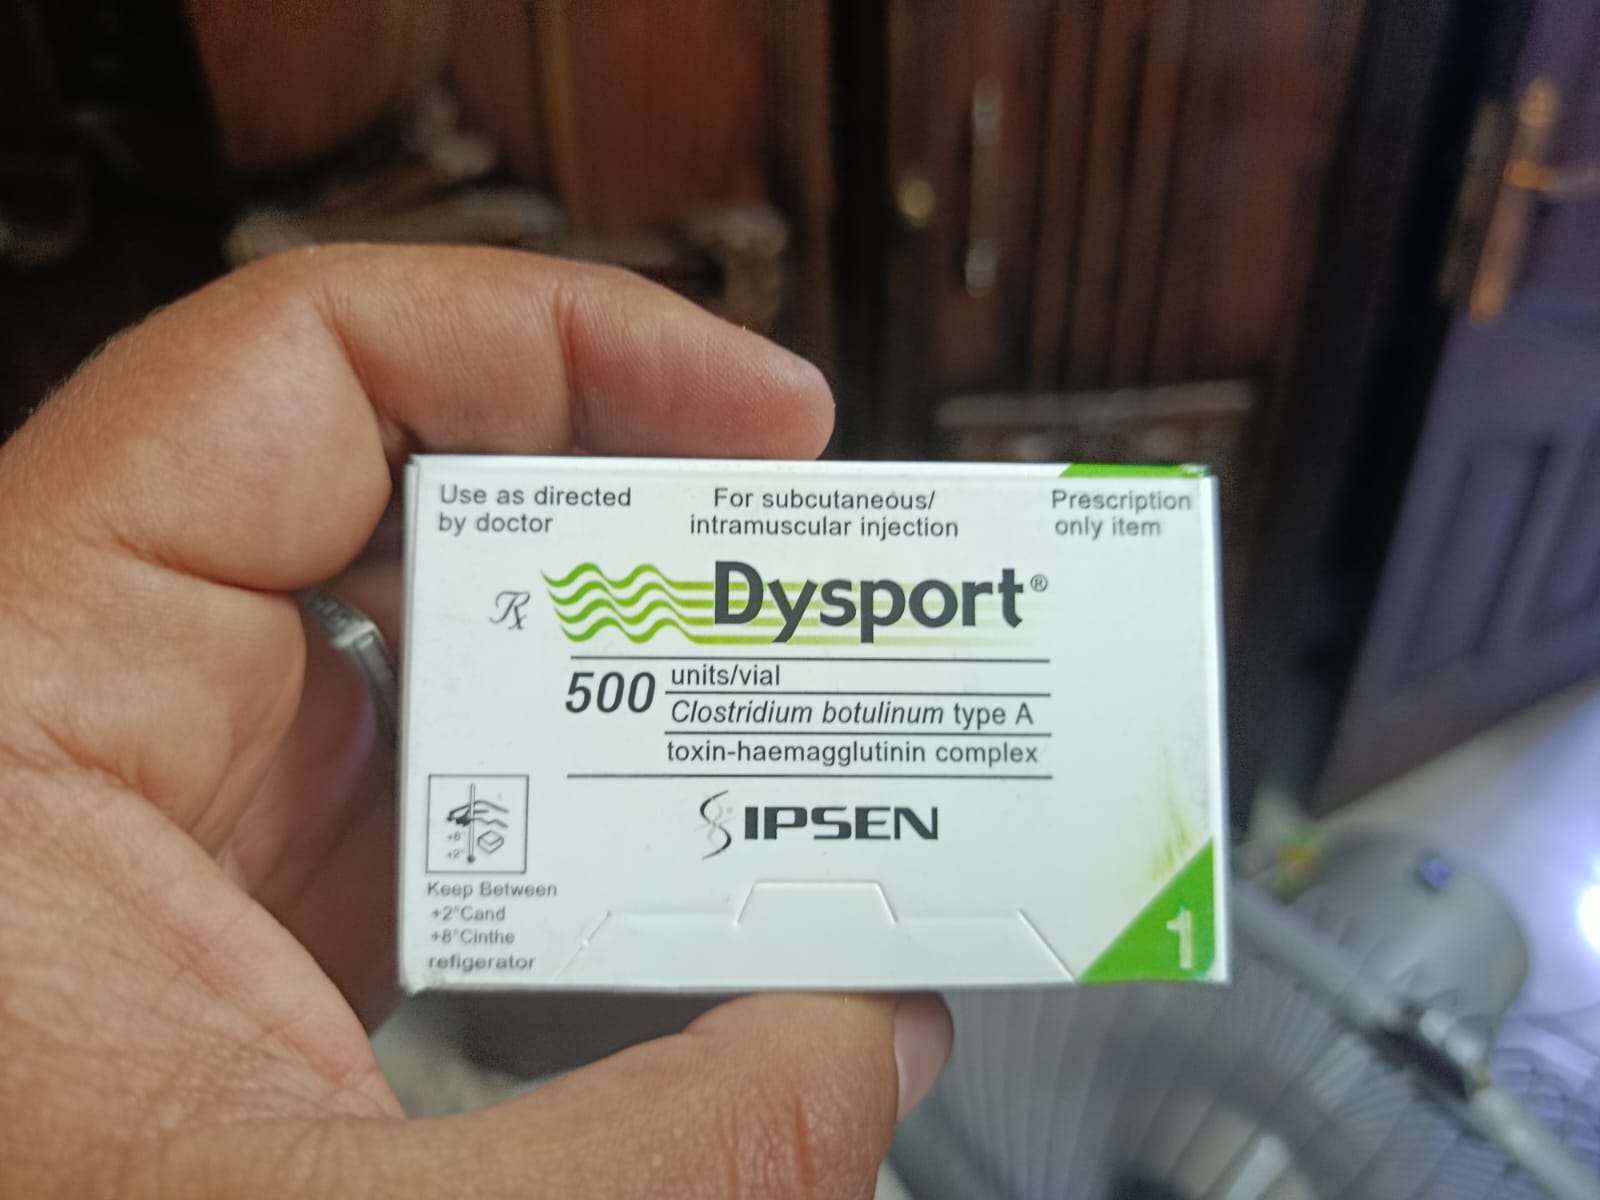 Use as directed
by doctor
For subcutaneous/
intramuscular injection
Prescription
only item
Rx
Dysport®
500
units/vial
Clostridium botulinum type A
toxin-haemagglutinin complex
IPSEN
+8°
+2°
Keep Between
+2°Cand
+8°Cinthe
refigerator
1